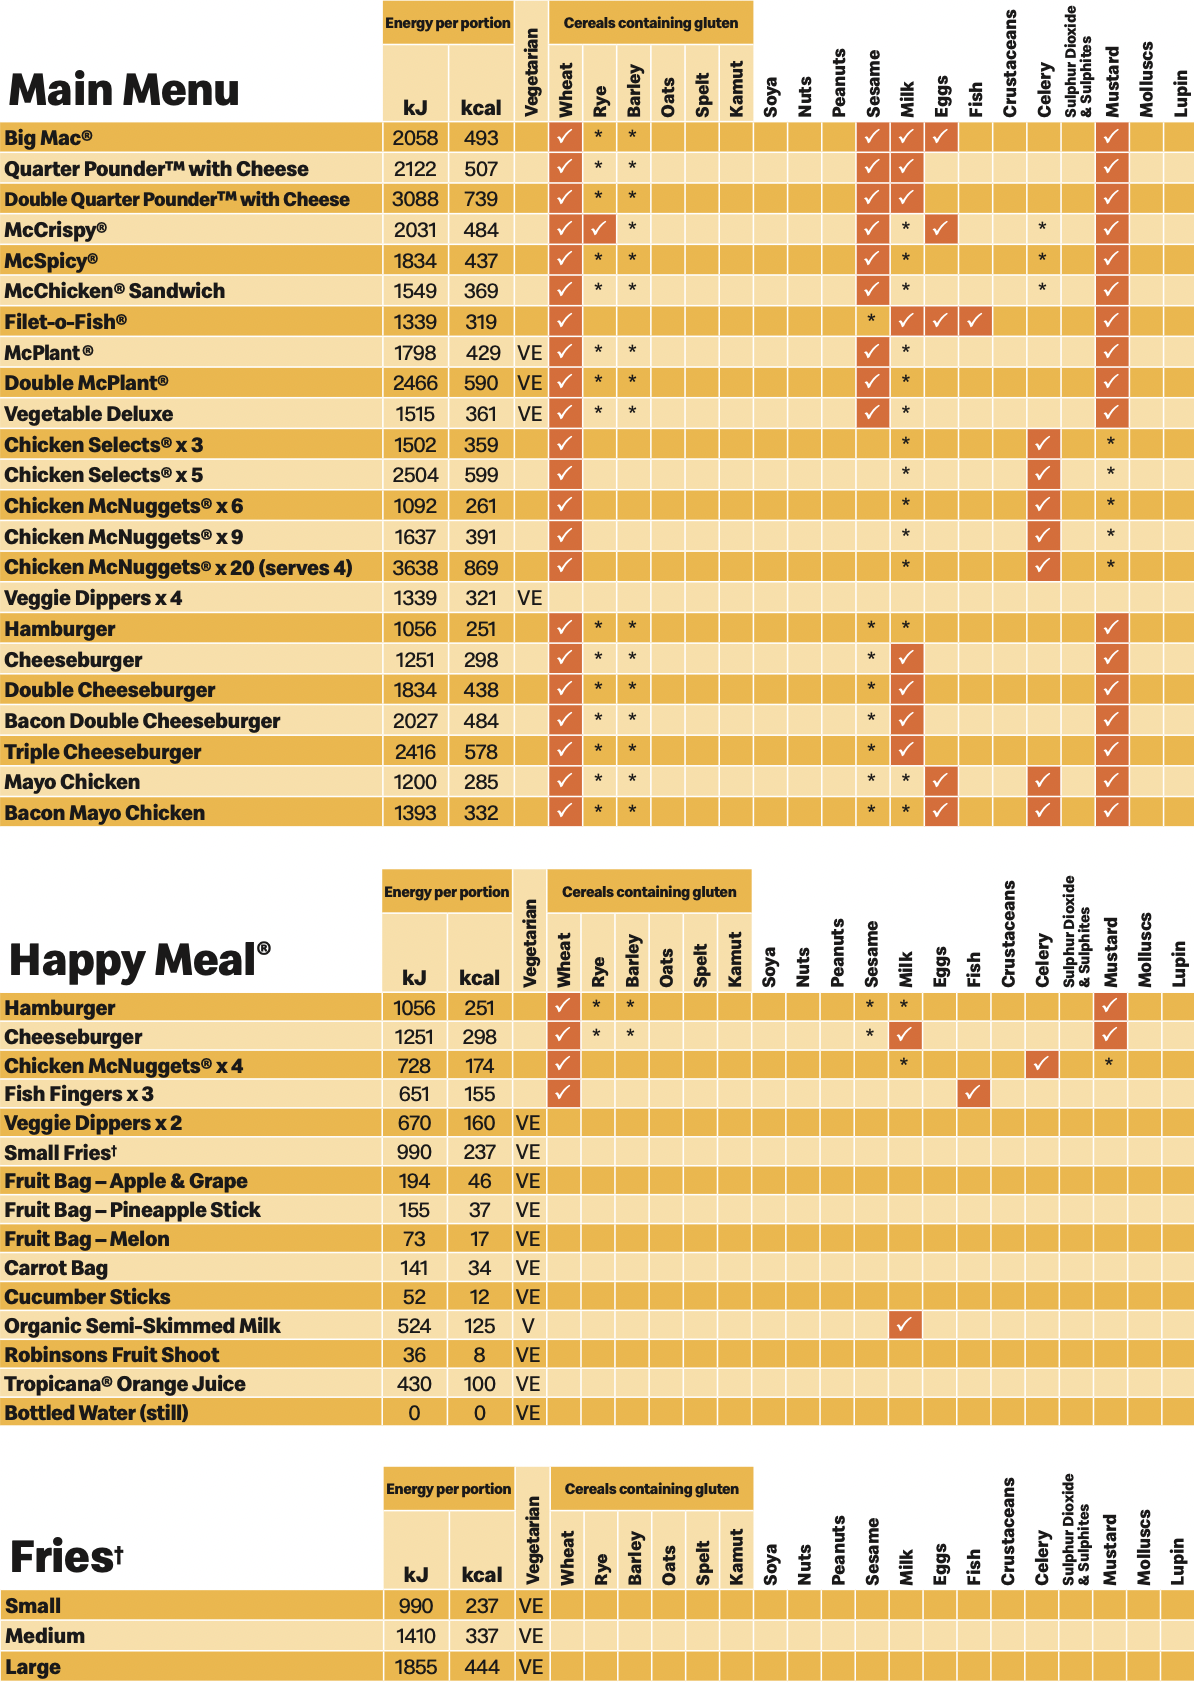 Main Menu
Energy per portion
kJ kcal
Vegetarian
Cereals containing gluten
Wheat Rye Barley Oats Spelt Kamut
Soya Nuts Peanuts Sesame Milk Eggs Fish Crustaceans Celery Sulphur Dioxide & Sulphites Mustard Molluscs Lupin
Big Mac® 2058 493 ✓ * * ✓ ✓ ✓ ✓
Quarter Pounder™ with Cheese 2122 507 ✓ * * ✓ ✓ ✓
Double Quarter Pounder™ with Cheese 3088 739 ✓ * * ✓ ✓ ✓
McCrispy® 2031 484 ✓ ✓ * ✓ * ✓ * ✓
McSpicy® 1834 437 ✓ * * ✓ * * ✓
McChicken® Sandwich 1549 369 ✓ * * ✓ * * ✓
Filet-o-Fish® 1339 319 ✓ * ✓ ✓ ✓ ✓
McPlant® 1798 429 VE ✓ * * ✓ * ✓
Double McPlant® 2466 590 VE ✓ * * ✓ * ✓
Vegetable Deluxe 1515 361 VE ✓ * * ✓ * ✓
Chicken Selects® x 3 1502 359 ✓ * ✓ *
Chicken Selects® x 5 2504 599 ✓ * ✓ *
Chicken McNuggets® x 6 1092 261 ✓ * ✓ *
Chicken McNuggets® x 9 1637 391 ✓ * ✓ *
Chicken McNuggets® x 20 (serves 4) 3638 869 ✓ * ✓ *
Veggie Dippers x 4 1339 321 VE
Hamburger 1056 251 ✓ * * * * ✓
Cheeseburger 1251 298 ✓ * * * ✓ ✓
Double Cheeseburger 1834 438 ✓ * * * ✓ ✓
Bacon Double Cheeseburger 2027 484 ✓ * * * ✓ ✓
Triple Cheeseburger 2416 578 ✓ * * * ✓ ✓
Mayo Chicken 1200 285 ✓ * * * * ✓ ✓ ✓
Bacon Mayo Chicken 1393 332 ✓ * * * * ✓ ✓ ✓
Happy Meal®
Energy per portion
kJ kcal
Vegetarian
Cereals containing gluten
Wheat Rye Barley Oats Spelt Kamut
Soya Nuts Peanuts Sesame Milk Eggs Fish Crustaceans Celery Sulphur Dioxide & Sulphites Mustard Molluscs Lupin
Hamburger 1056 251 ✓ * * * * ✓
Cheeseburger 1251 298 ✓ * * * ✓ ✓
Chicken McNuggets® x 4 728 174 ✓ * ✓ *
Fish Fingers x 3 651 155 ✓ ✓
Veggie Dippers x 2 670 160 VE
Small Fries† 990 237 VE
Fruit Bag – Apple & Grape 194 46 VE
Fruit Bag – Pineapple Stick 155 37 VE
Fruit Bag – Melon 73 17 VE
Carrot Bag 141 34 VE
Cucumber Sticks 52 12 VE
Organic Semi-Skimmed Milk 524 125 V ✓
Robinsons Fruit Shoot 36 8 VE
Tropicana® Orange Juice 430 100 VE
Bottled Water (still) 0 0 VE
Fries†
Energy per portion
kJ kcal
Vegetarian
Cereals containing gluten
Wheat Rye Barley Oats Spelt Kamut
Soya Nuts Peanuts Sesame Milk Eggs Fish Crustaceans Celery Sulphur Dioxide & Sulphites Mustard Molluscs Lupin
Small 990 237 VE
Medium 1410 337 VE
Large 1855 444 VE